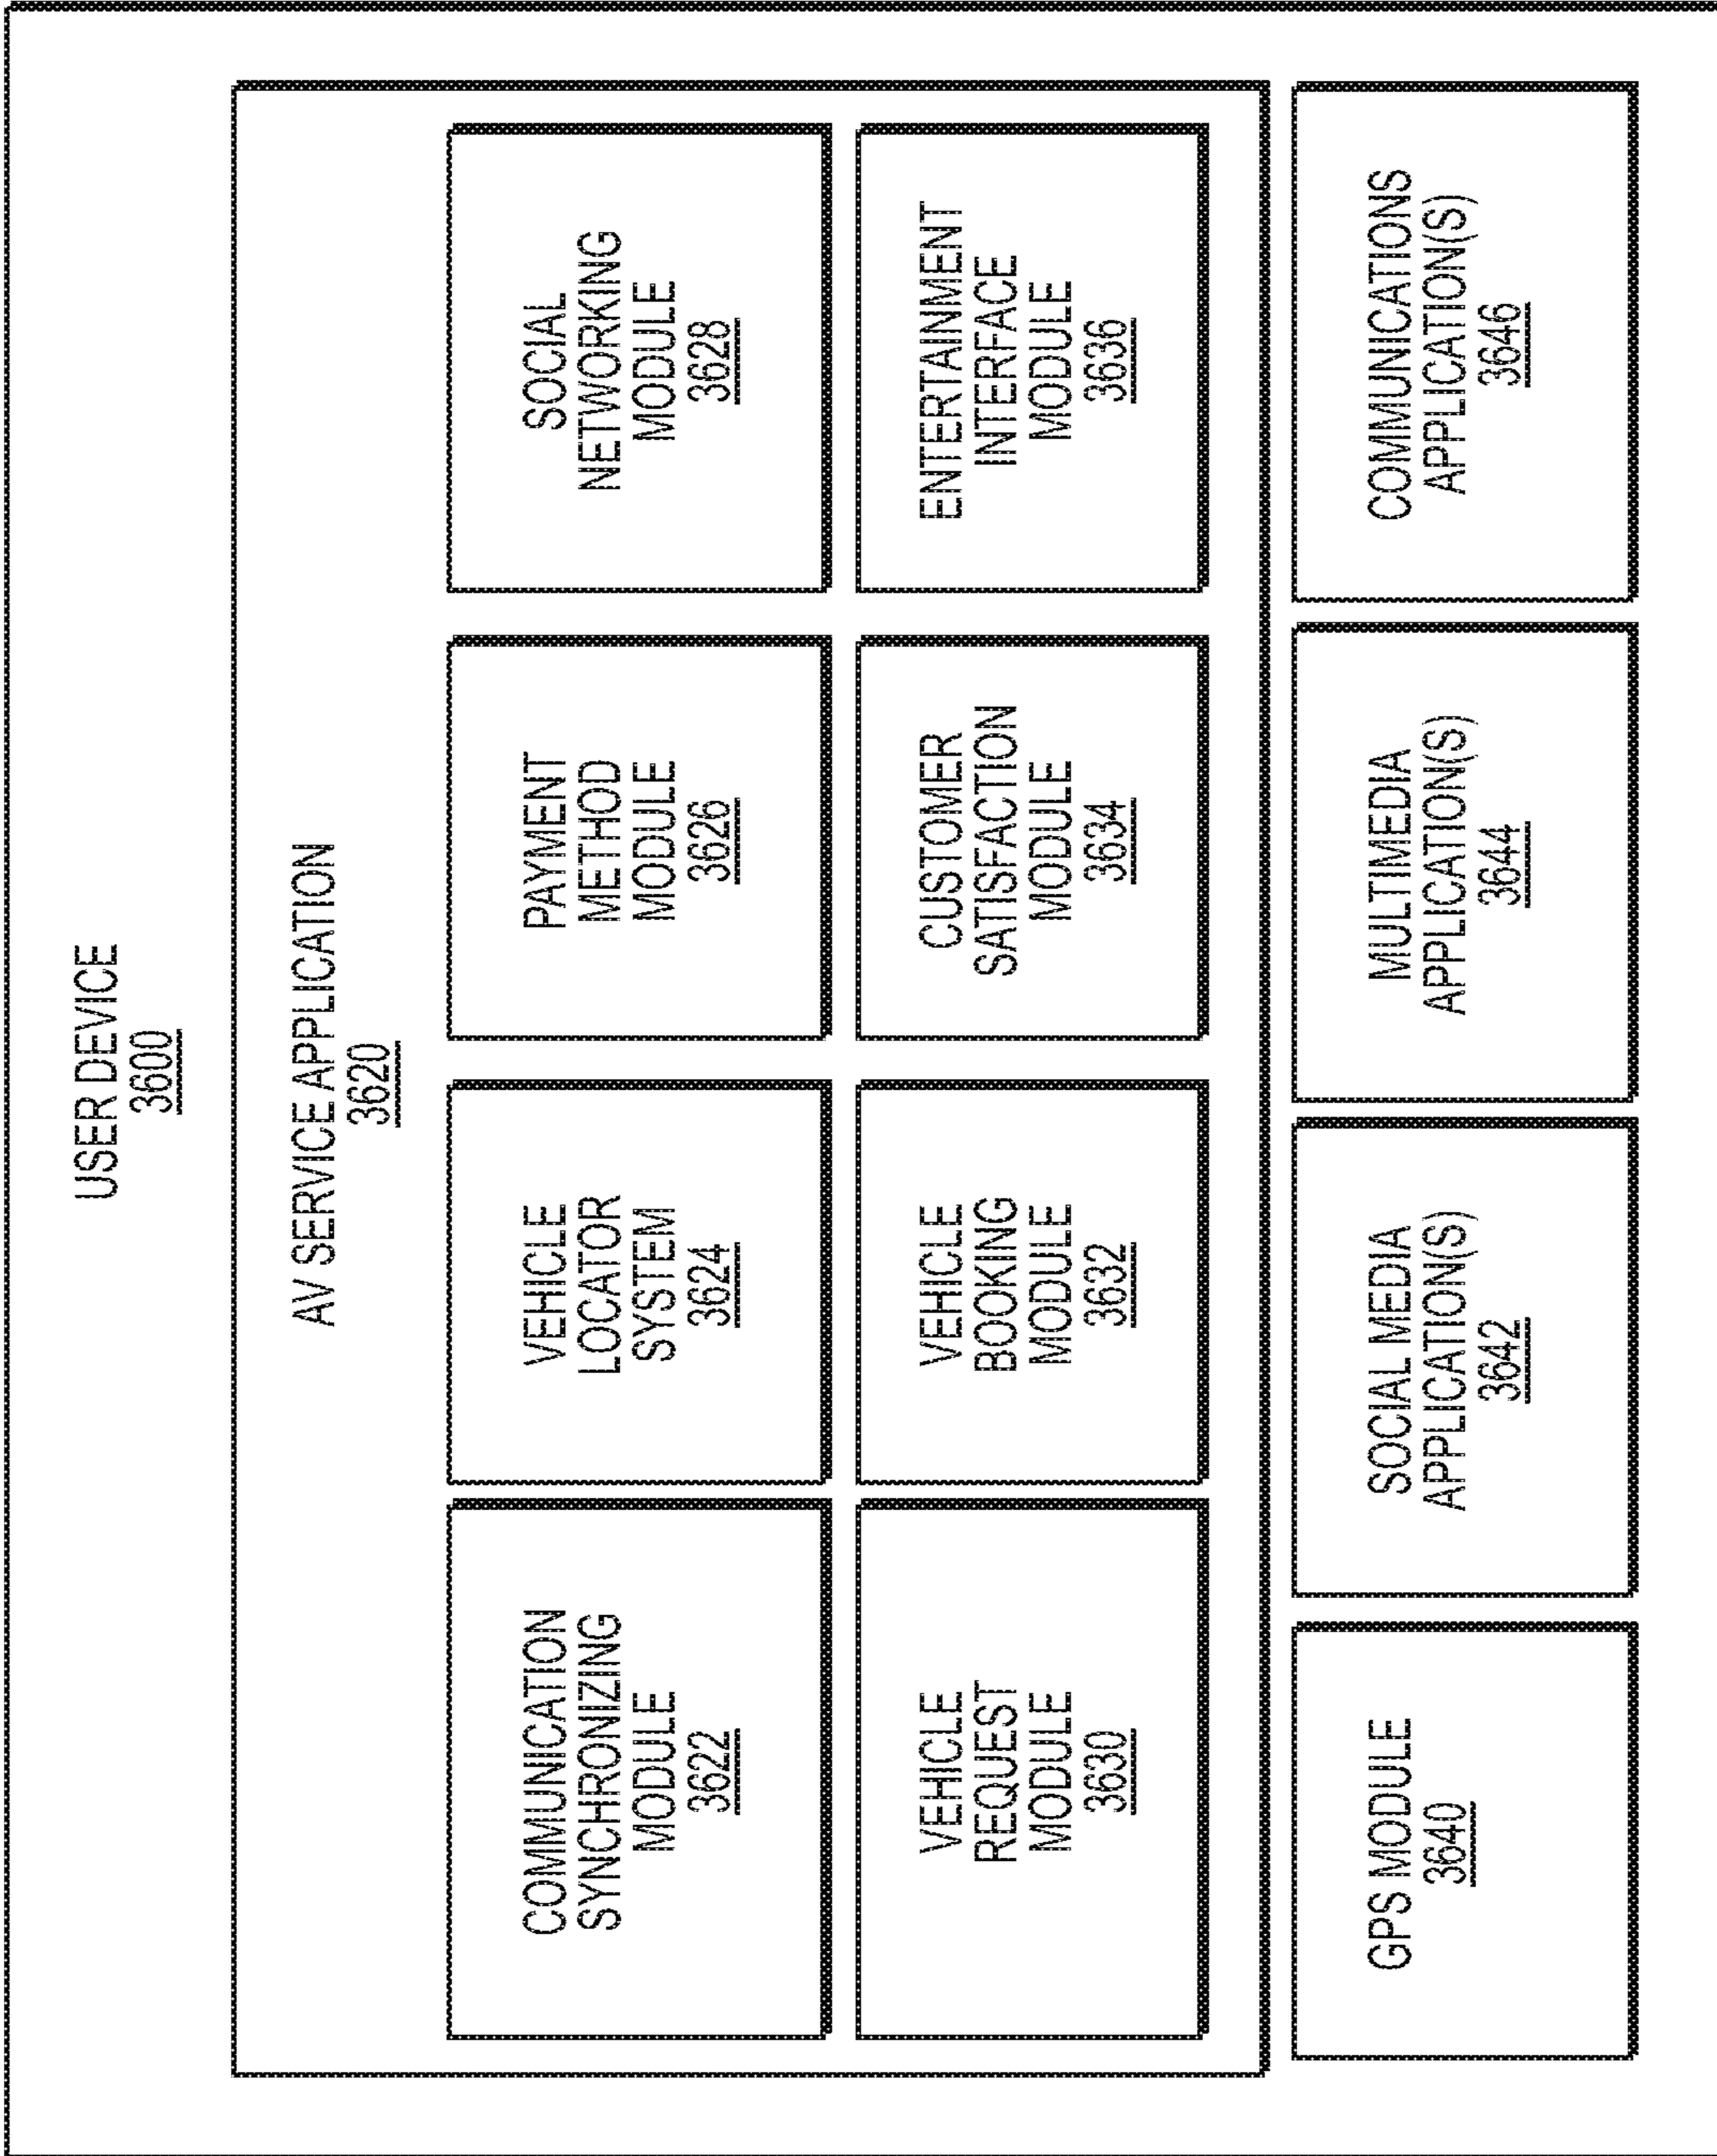 USER DEVICE
3600
AV SERVICE APPLICATION
3620
COMMUNICATION
SYNCHRONIZING
MODULE
3622
VEHICLE
LOCATOR
SYSTEM
3624
PAYMENT
METHOD
MODULE
3626
SOCIAL
NETWORKING
MODULE
3628
VEHICLE
REQUEST
MODULE
3630
VEHICLE
BOOKING
MODULE
3632
CUSTOMER
SATISFACTION
MODULE
3634
ENTERTAINMENT
INTERFACE
MODULE
3636
GPS MODULE
3640
SOCIAL MEDIA
APPLICATION(S)
3642
MULTIMEDIA
APPLICATION(S)
3644
COMMUNICATIONS
APPLICATION(S)
3646